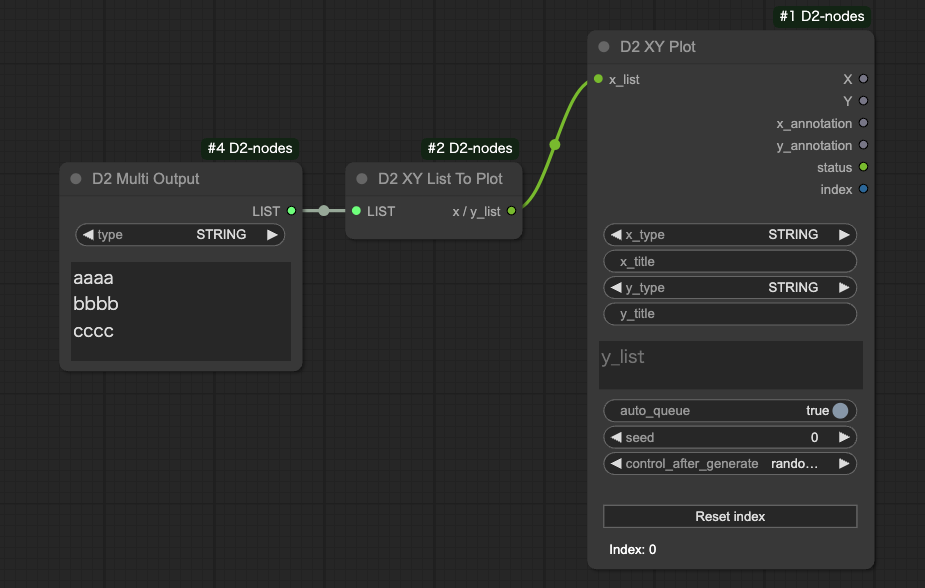 #1 D2-nodes
D2 XY Plot
x_list
X
Y
x_annotation
y_annotation
status
index
#4 D2-nodes
D2 Multi Output
LIST
type STRING
aaaa
bbbb
cccc
#2 D2-nodes
D2 XY List To Plot
LIST x / y_list
x_type STRING
x_title
y_type STRING
y_title
y_list
auto_queue true
seed 0
control_after_generate rando...
Reset index
Index: 0